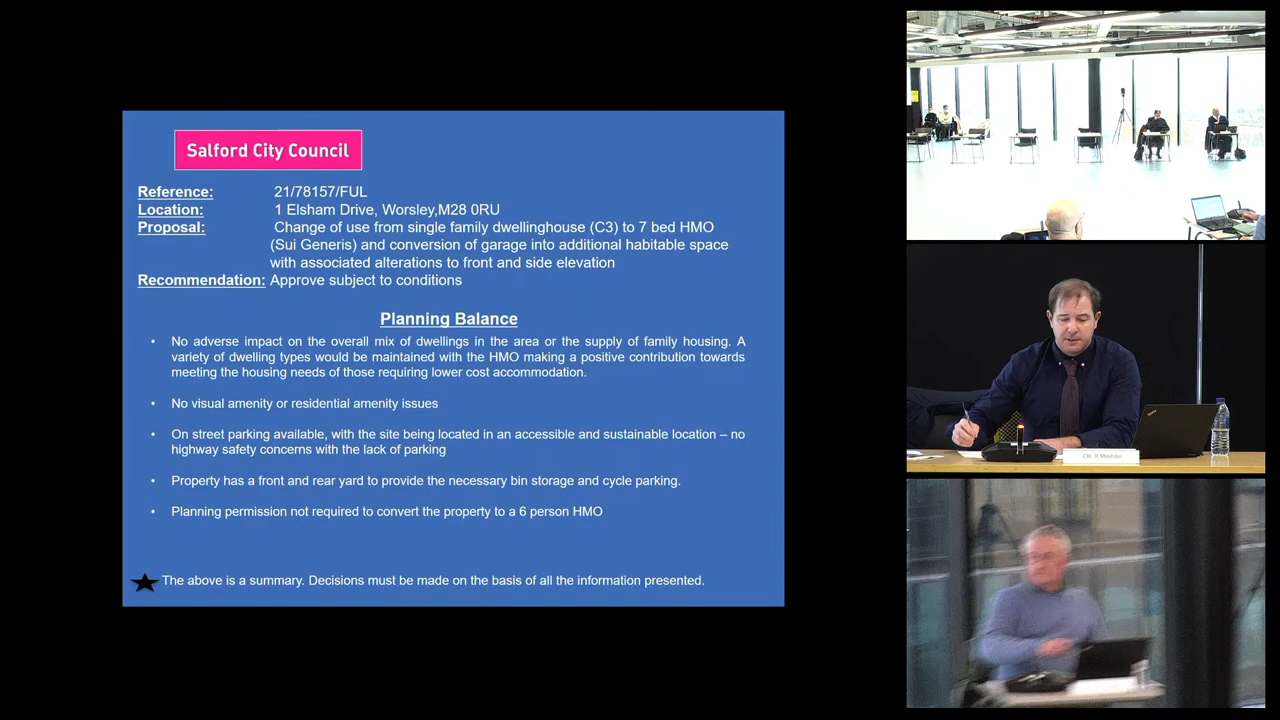 Salford City Council
Reference: 21/78157/FUL
Location: 1 Elsham Drive, Worsley,M28 0RU
Proposal: Change of use from single family dwellinghouse (C3) to 7 bed HMO
(Sui Generis) and conversion of garage into additional habitable space
with associated alterations to front and side elevation
Recommendation: Approve subject to conditions
Planning Balance
• No adverse impact on the overall mix of dwellings in the area or the supply of family housing. A
variety of dwelling types would be maintained with the HMO making a positive contribution towards
meeting the housing needs of those requiring lower cost accommodation.
• No visual amenity or residential amenity issues
• On street parking available, with the site being located in an accessible and sustainable location – no
highway safety concerns with the lack of parking
• Property has a front and rear yard to provide the necessary bin storage and cycle parking.
• Planning permission not required to convert the property to a 6 person HMO
The above is a summary. Decisions must be made on the basis of all the information presented.